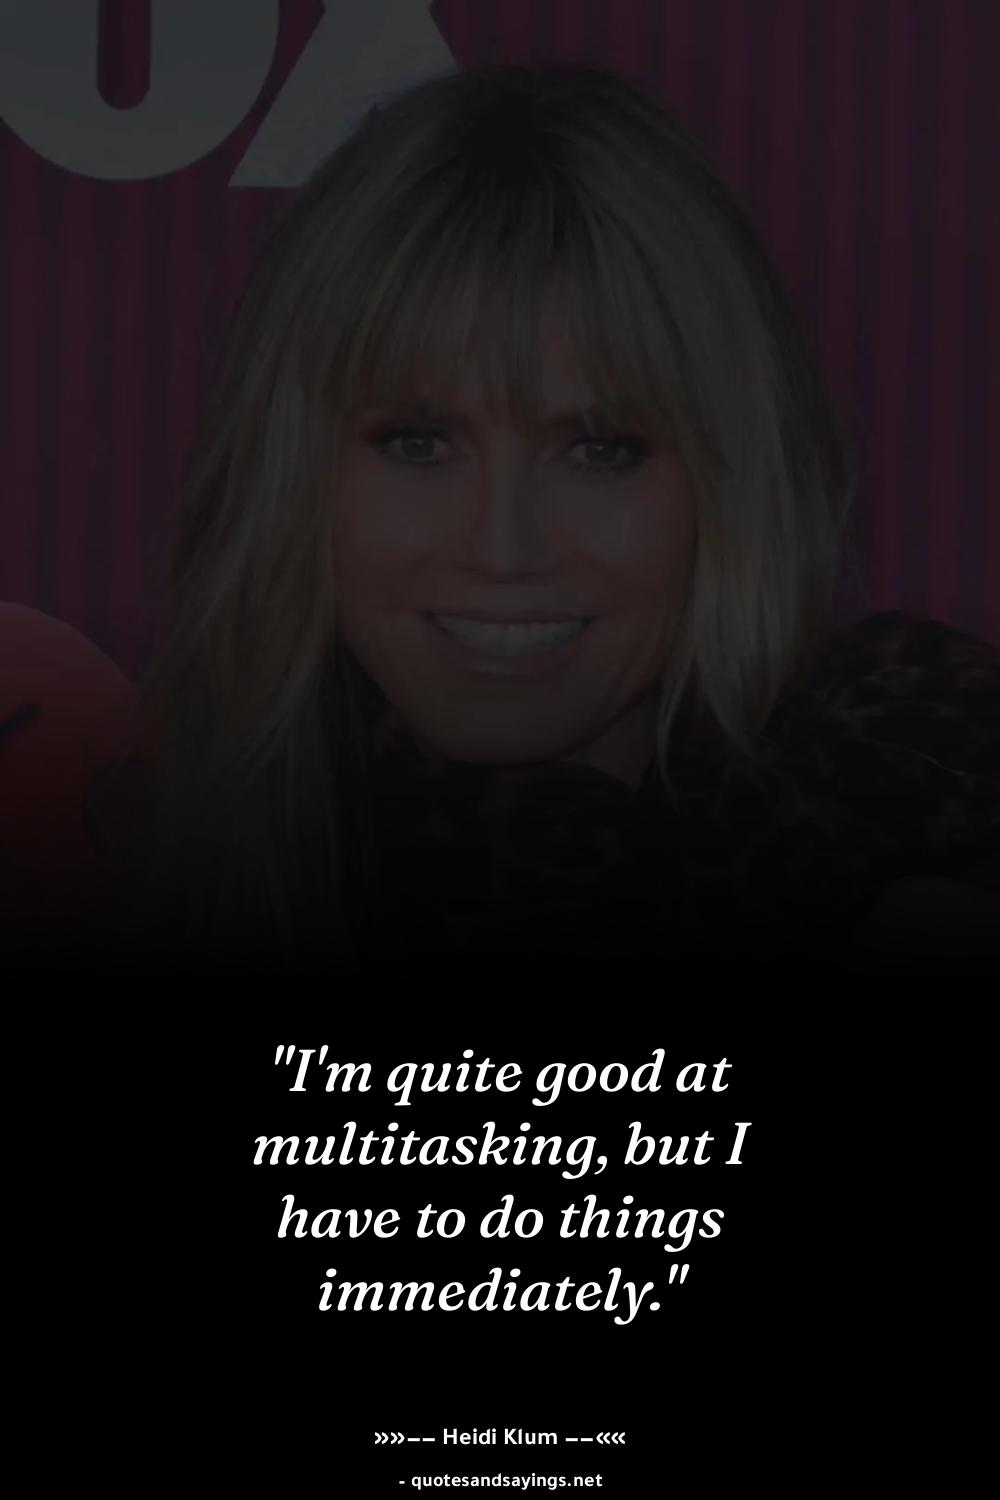 "I'm quite good at
multitasking, but I
have to do things
immediately."
»»−− Heidi Klum −−««
- quotesandsayings.net